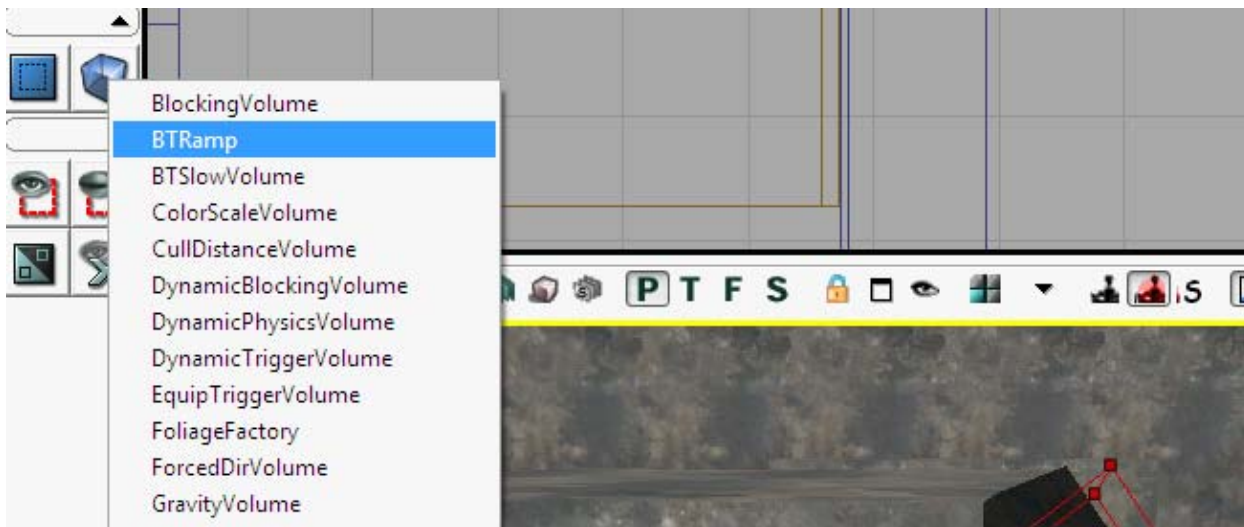 BlockingVolume
BTRamp
BTSlowVolume
ColorScaleVolume
CullDistanceVolume
DynamicBlockingVolume
P T F S S
DynamicPhysicsVolume
DynamicTriggerVolume
EquipTriggerVolume
FoliageFactory
ForcedDirVolume
GravityVolume